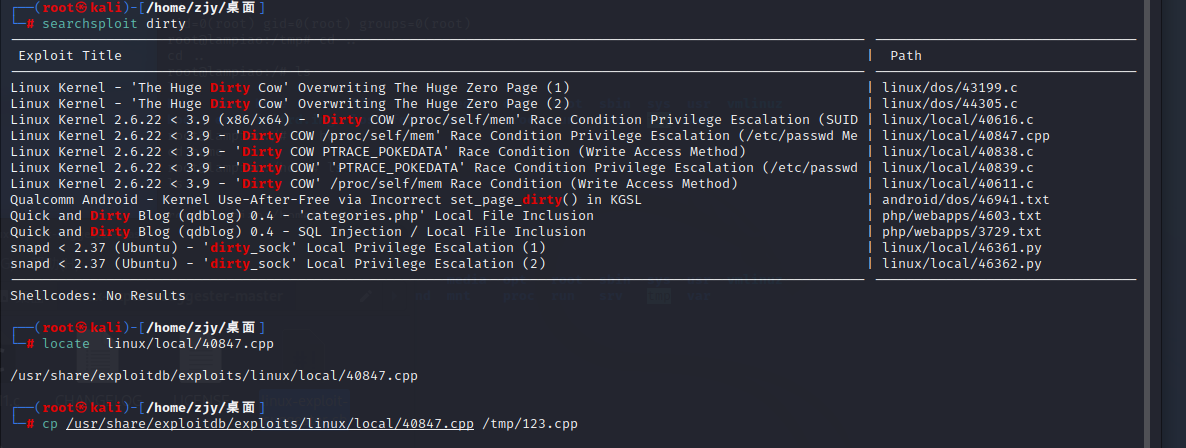 ┌──(root㉿kali)-[/home/zjy/桌面]
└─# searchsploit dirty
Exploit Title | Path
Linux Kernel - 'The Huge Dirty Cow' Overwriting The Huge Zero Page (1) | linux/dos/43199.c
Linux Kernel - 'The Huge Dirty Cow' Overwriting The Huge Zero Page (2) | linux/dos/44305.c
Linux Kernel 2.6.22 < 3.9 (x86/x64) - 'Dirty COW /proc/self/mem' Race Condition Privilege Escalation (SUID | linux/local/40616.c
Linux Kernel 2.6.22 < 3.9 - 'Dirty COW /proc/self/mem' Race Condition Privilege Escalation (/etc/passwd Me | linux/local/40847.cpp
Linux Kernel 2.6.22 < 3.9 - 'Dirty COW PTRACE_POKEDATA' Race Condition (Write Access Method) | linux/local/40838.c
Linux Kernel 2.6.22 < 3.9 - 'Dirty COW' 'PTRACE_POKEDATA' Race Condition Privilege Escalation (/etc/passwd | linux/local/40839.c
Linux Kernel 2.6.22 < 3.9 - 'Dirty COW' /proc/self/mem Race Condition (Write Access Method) | linux/local/40611.c
Qualcomm Android - Kernel Use-After-Free via Incorrect set_page_dirty() in KGSL | android/dos/46941.txt
Quick and Dirty Blog (qdblog) 0.4 - 'categories.php' Local File Inclusion | php/webapps/4603.txt
Quick and Dirty Blog (qdblog) 0.4 - SQL Injection / Local File Inclusion | php/webapps/3729.txt
snapd < 2.37 (Ubuntu) - 'dirty_sock' Local Privilege Escalation (1) | linux/local/46361.py
snapd < 2.37 (Ubuntu) - 'dirty_sock' Local Privilege Escalation (2) | linux/local/46362.py
Shellcodes: No Results
┌──(root㉿kali)-[/home/zjy/桌面]
└─# locate  linux/local/40847.cpp
/usr/share/exploitdb/exploits/linux/local/40847.cpp
┌──(root㉿kali)-[/home/zjy/桌面]
└─# cp /usr/share/exploitdb/exploits/linux/local/40847.cpp /tmp/123.cpp